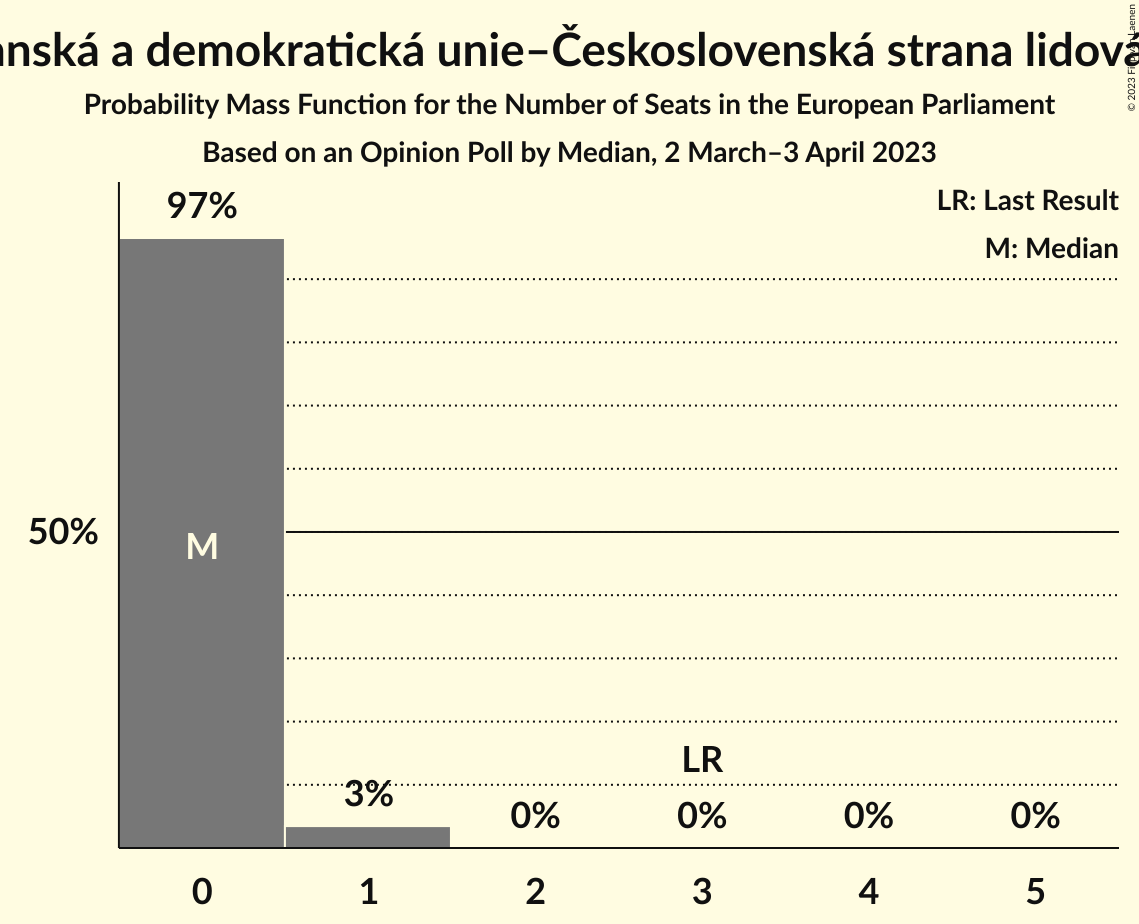 nská a demokratická unie–Československá strana lidov
Probability Mass Function for the Number of Seats in the European Parliament
Based on an Opinion Poll by Median, 2 March–3 April 2023
© 2023 Laenen
LR: Last Result
M: Median
97%
50%
M
LR
3%
0%
0%
0%
0%
0
1
2
3
4
5